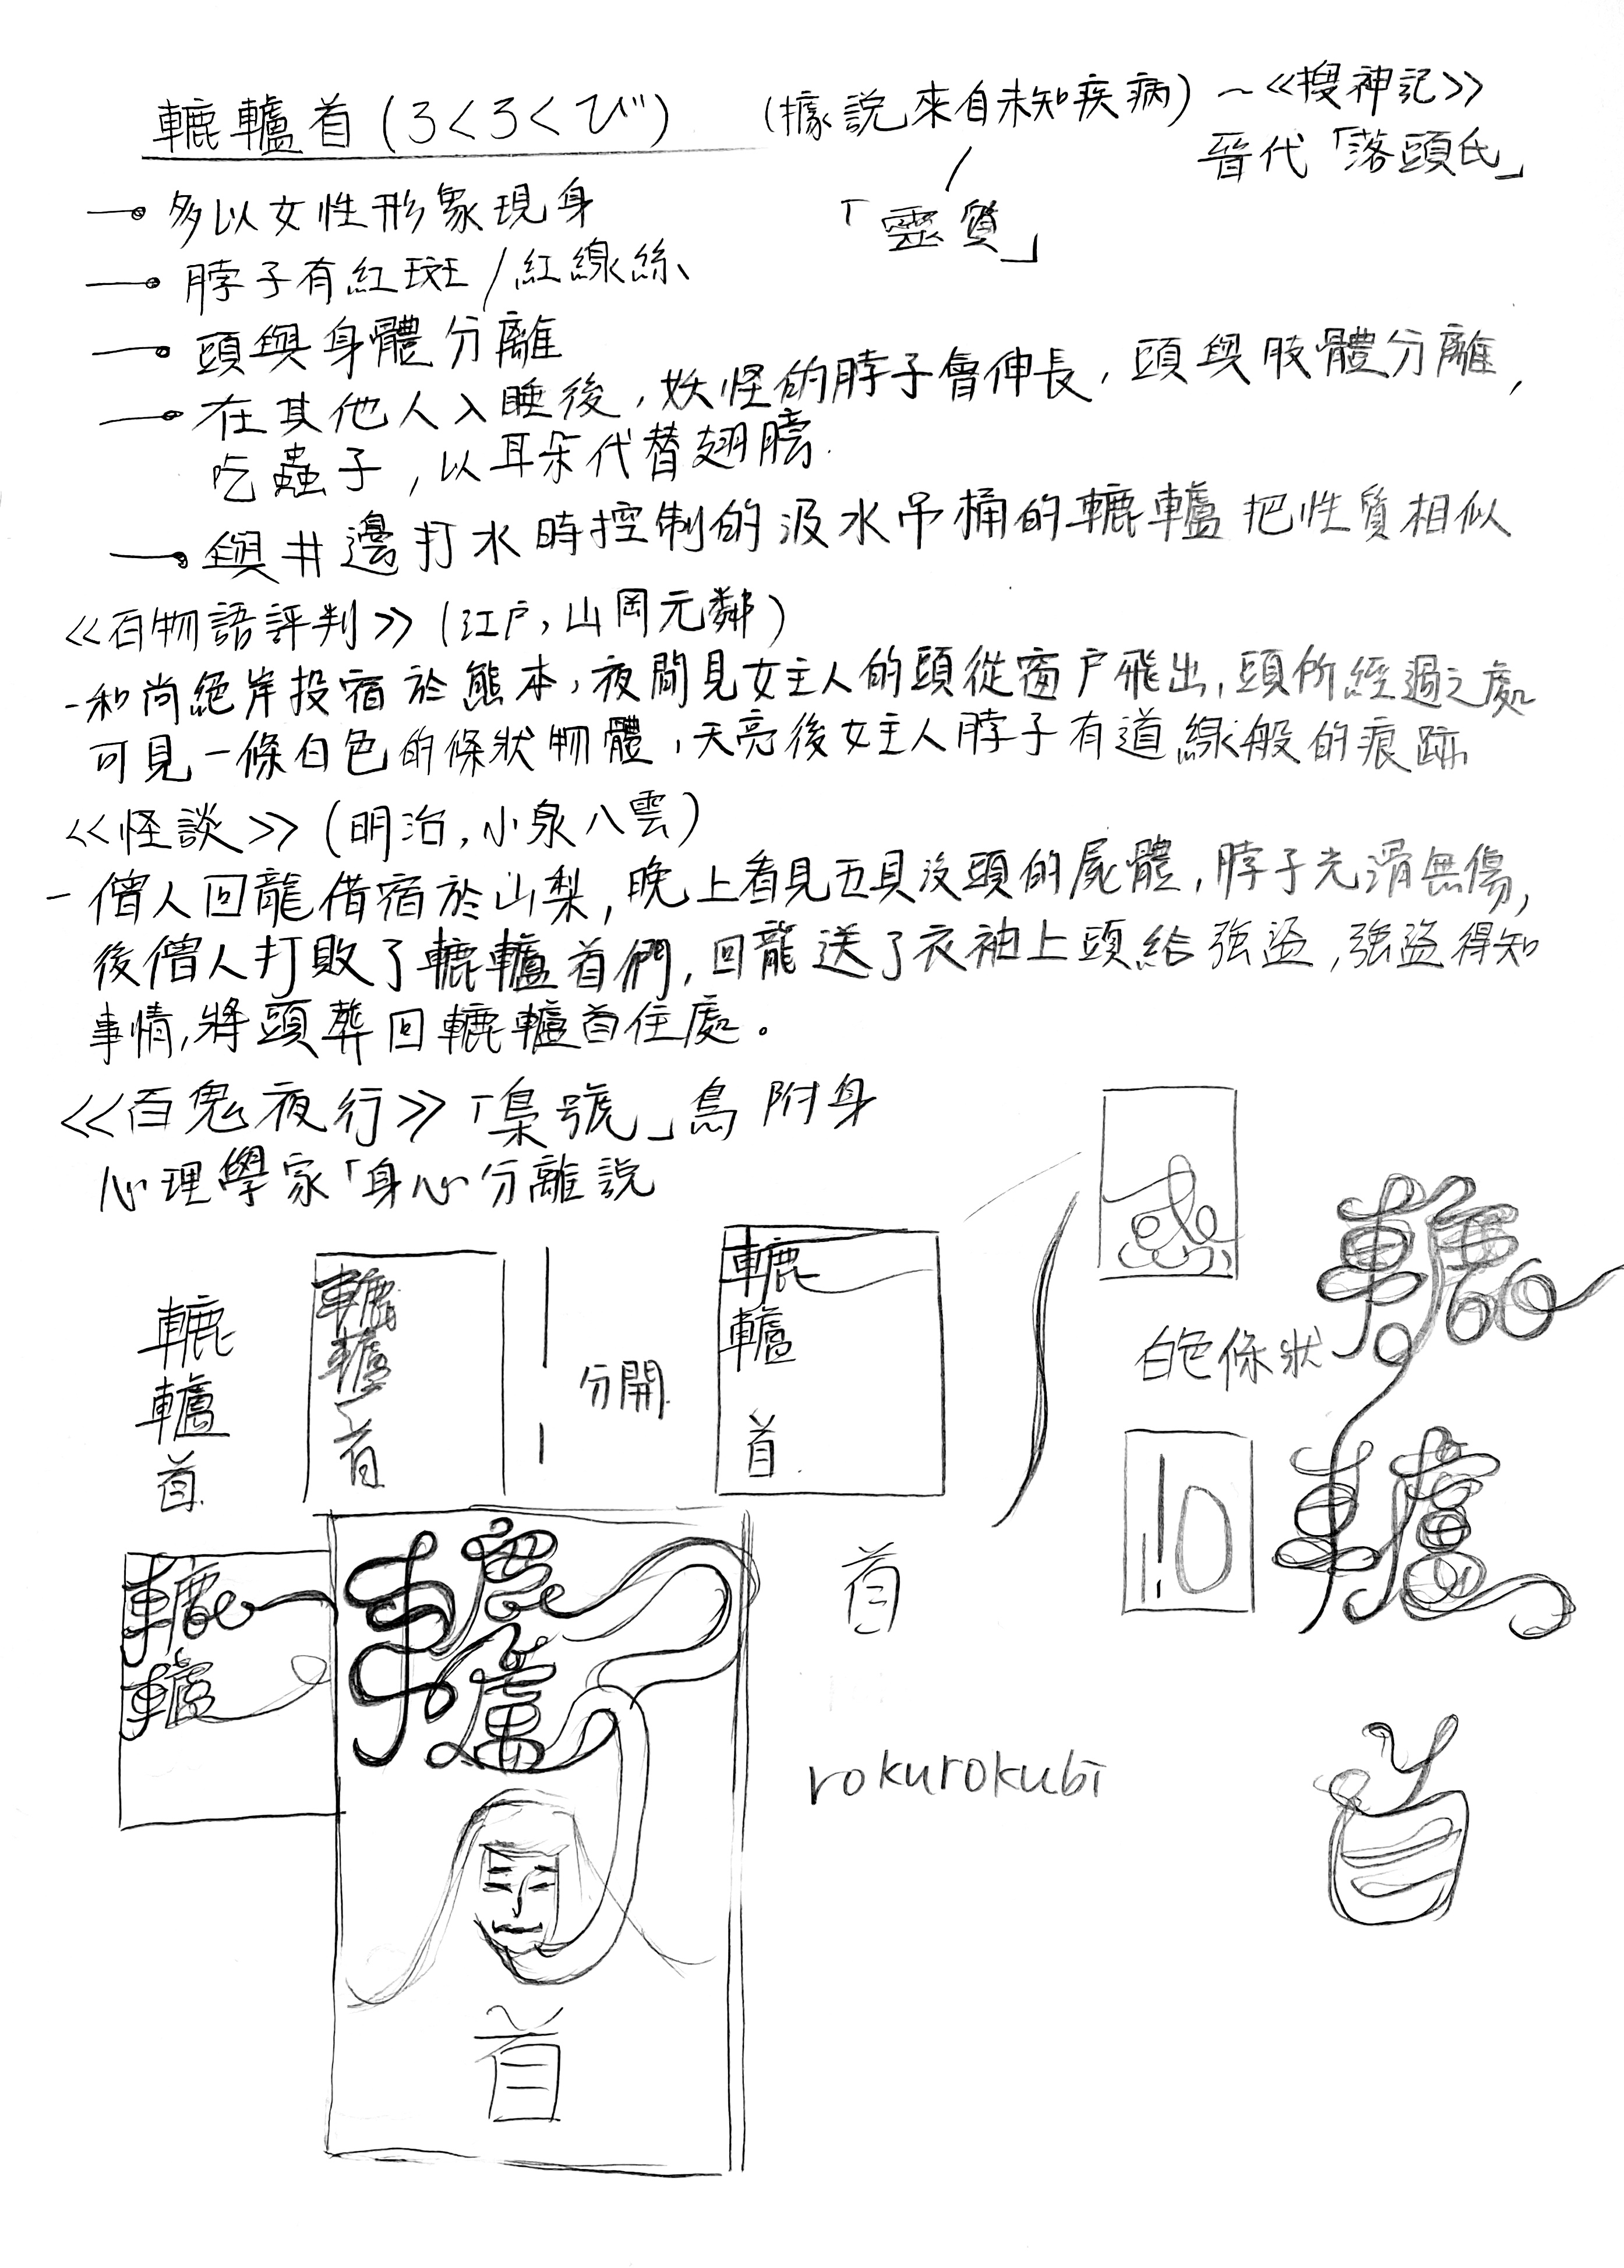 轆轤首(ろくろくび)
(據說來自未知疾病)~《搜神記》
晉代「落頭氏」
「靈質」
多以女性形象現身
脖子有紅斑/紅線絲
頭與身體分離
在其他人入睡後,妖怪的脖子會伸長,頭與肢體分離,
吃蟲子,以耳朵代替翅膀.
與井邊打水時控制的汲水吊桶的轆轤把性質相似
《百物語評判》(江戶,山岡元鄰)
-和尚絕岸投宿於熊本,夜間見女主人的頭從窗戶飛出,頭所經過之處
可見一條白色的條狀物體,天亮後女主人脖子有道線般的痕跡
《怪談》(明治,小泉八雲)
-僧人回龍借宿於山梨,晚上看見五具沒頭的屍體,脖子光滑無傷,
後僧人打敗了轆轤首們,回龍送了衣袖上頭給強盜,強盜得知
事情,將頭葬回轆轤首住處。
《百鬼夜行》「梟號」鳥附身
心理學家「身心分離說
轆
轤
首
轆
轤
首
分開
轆
轤
首
惑
白色條狀
轆
轤
首
轆
轤
轆
轤
首
首
rokurokubi